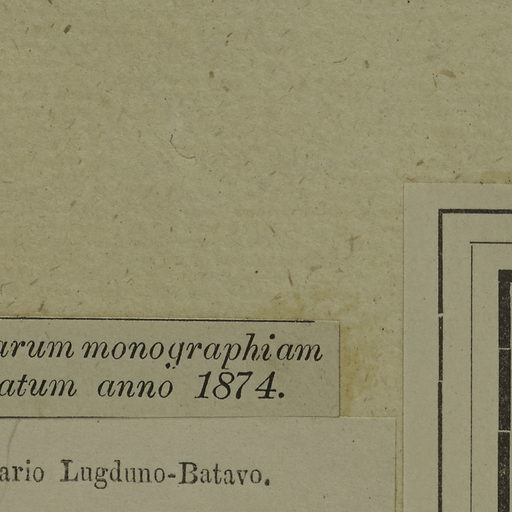 arum monographiam
atum anno 1874.
ario Lugduno-Batavo.